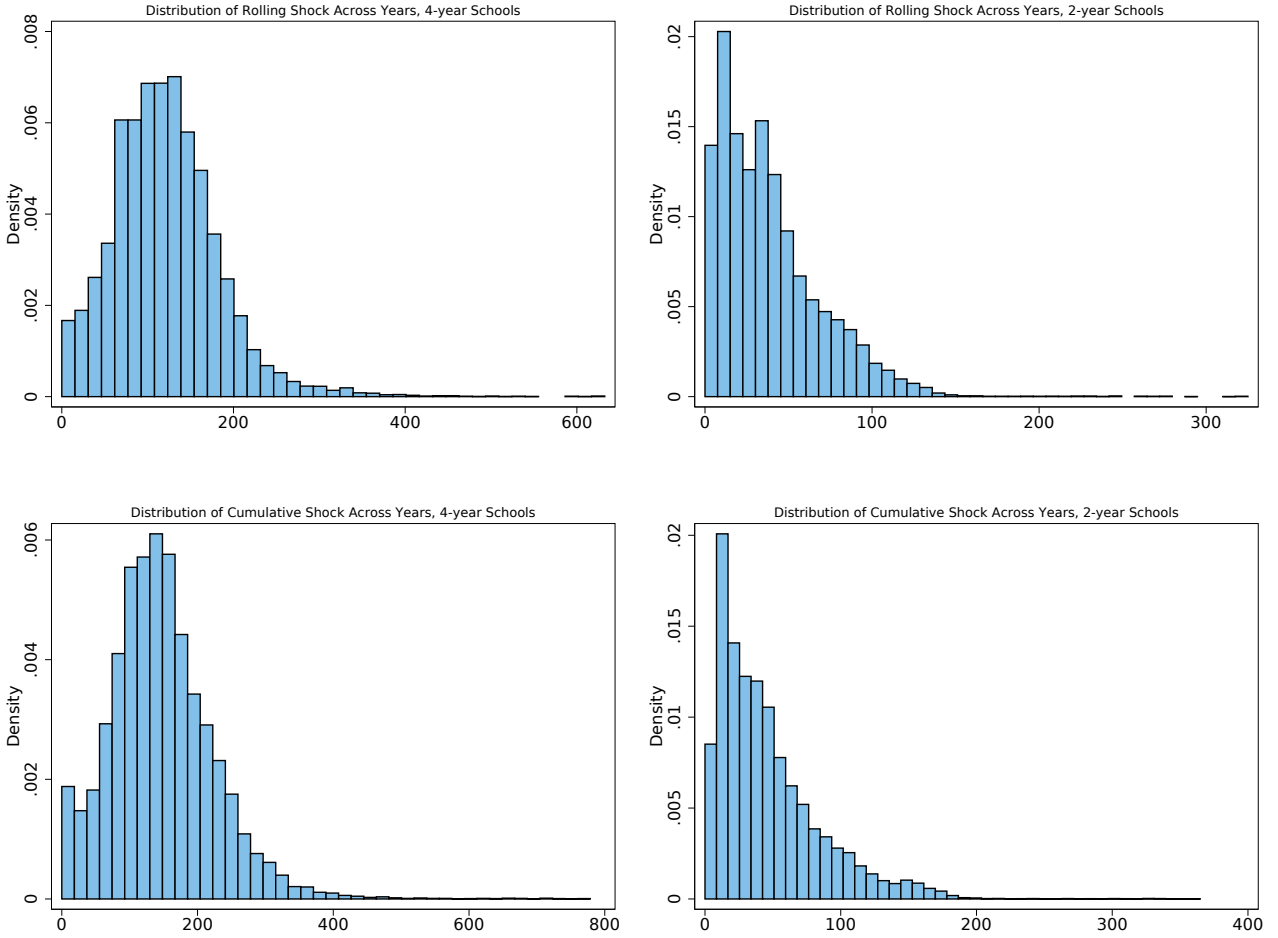 Distribution of Rolling Shock Across Years, 4-year Schools
Density
.008
.006
.004
.002
0
0 200 400 600
Distribution of Rolling Shock Across Years, 2-year Schools
Density
.02
.015
.01
.005
0
0 100 200 300
Distribution of Cumulative Shock Across Years, 4-year Schools
Density
.006
.004
.002
0
0 200 400 600 800
Distribution of Cumulative Shock Across Years, 2-year Schools
Density
.02
.015
.01
.005
0
0 100 200 300 400